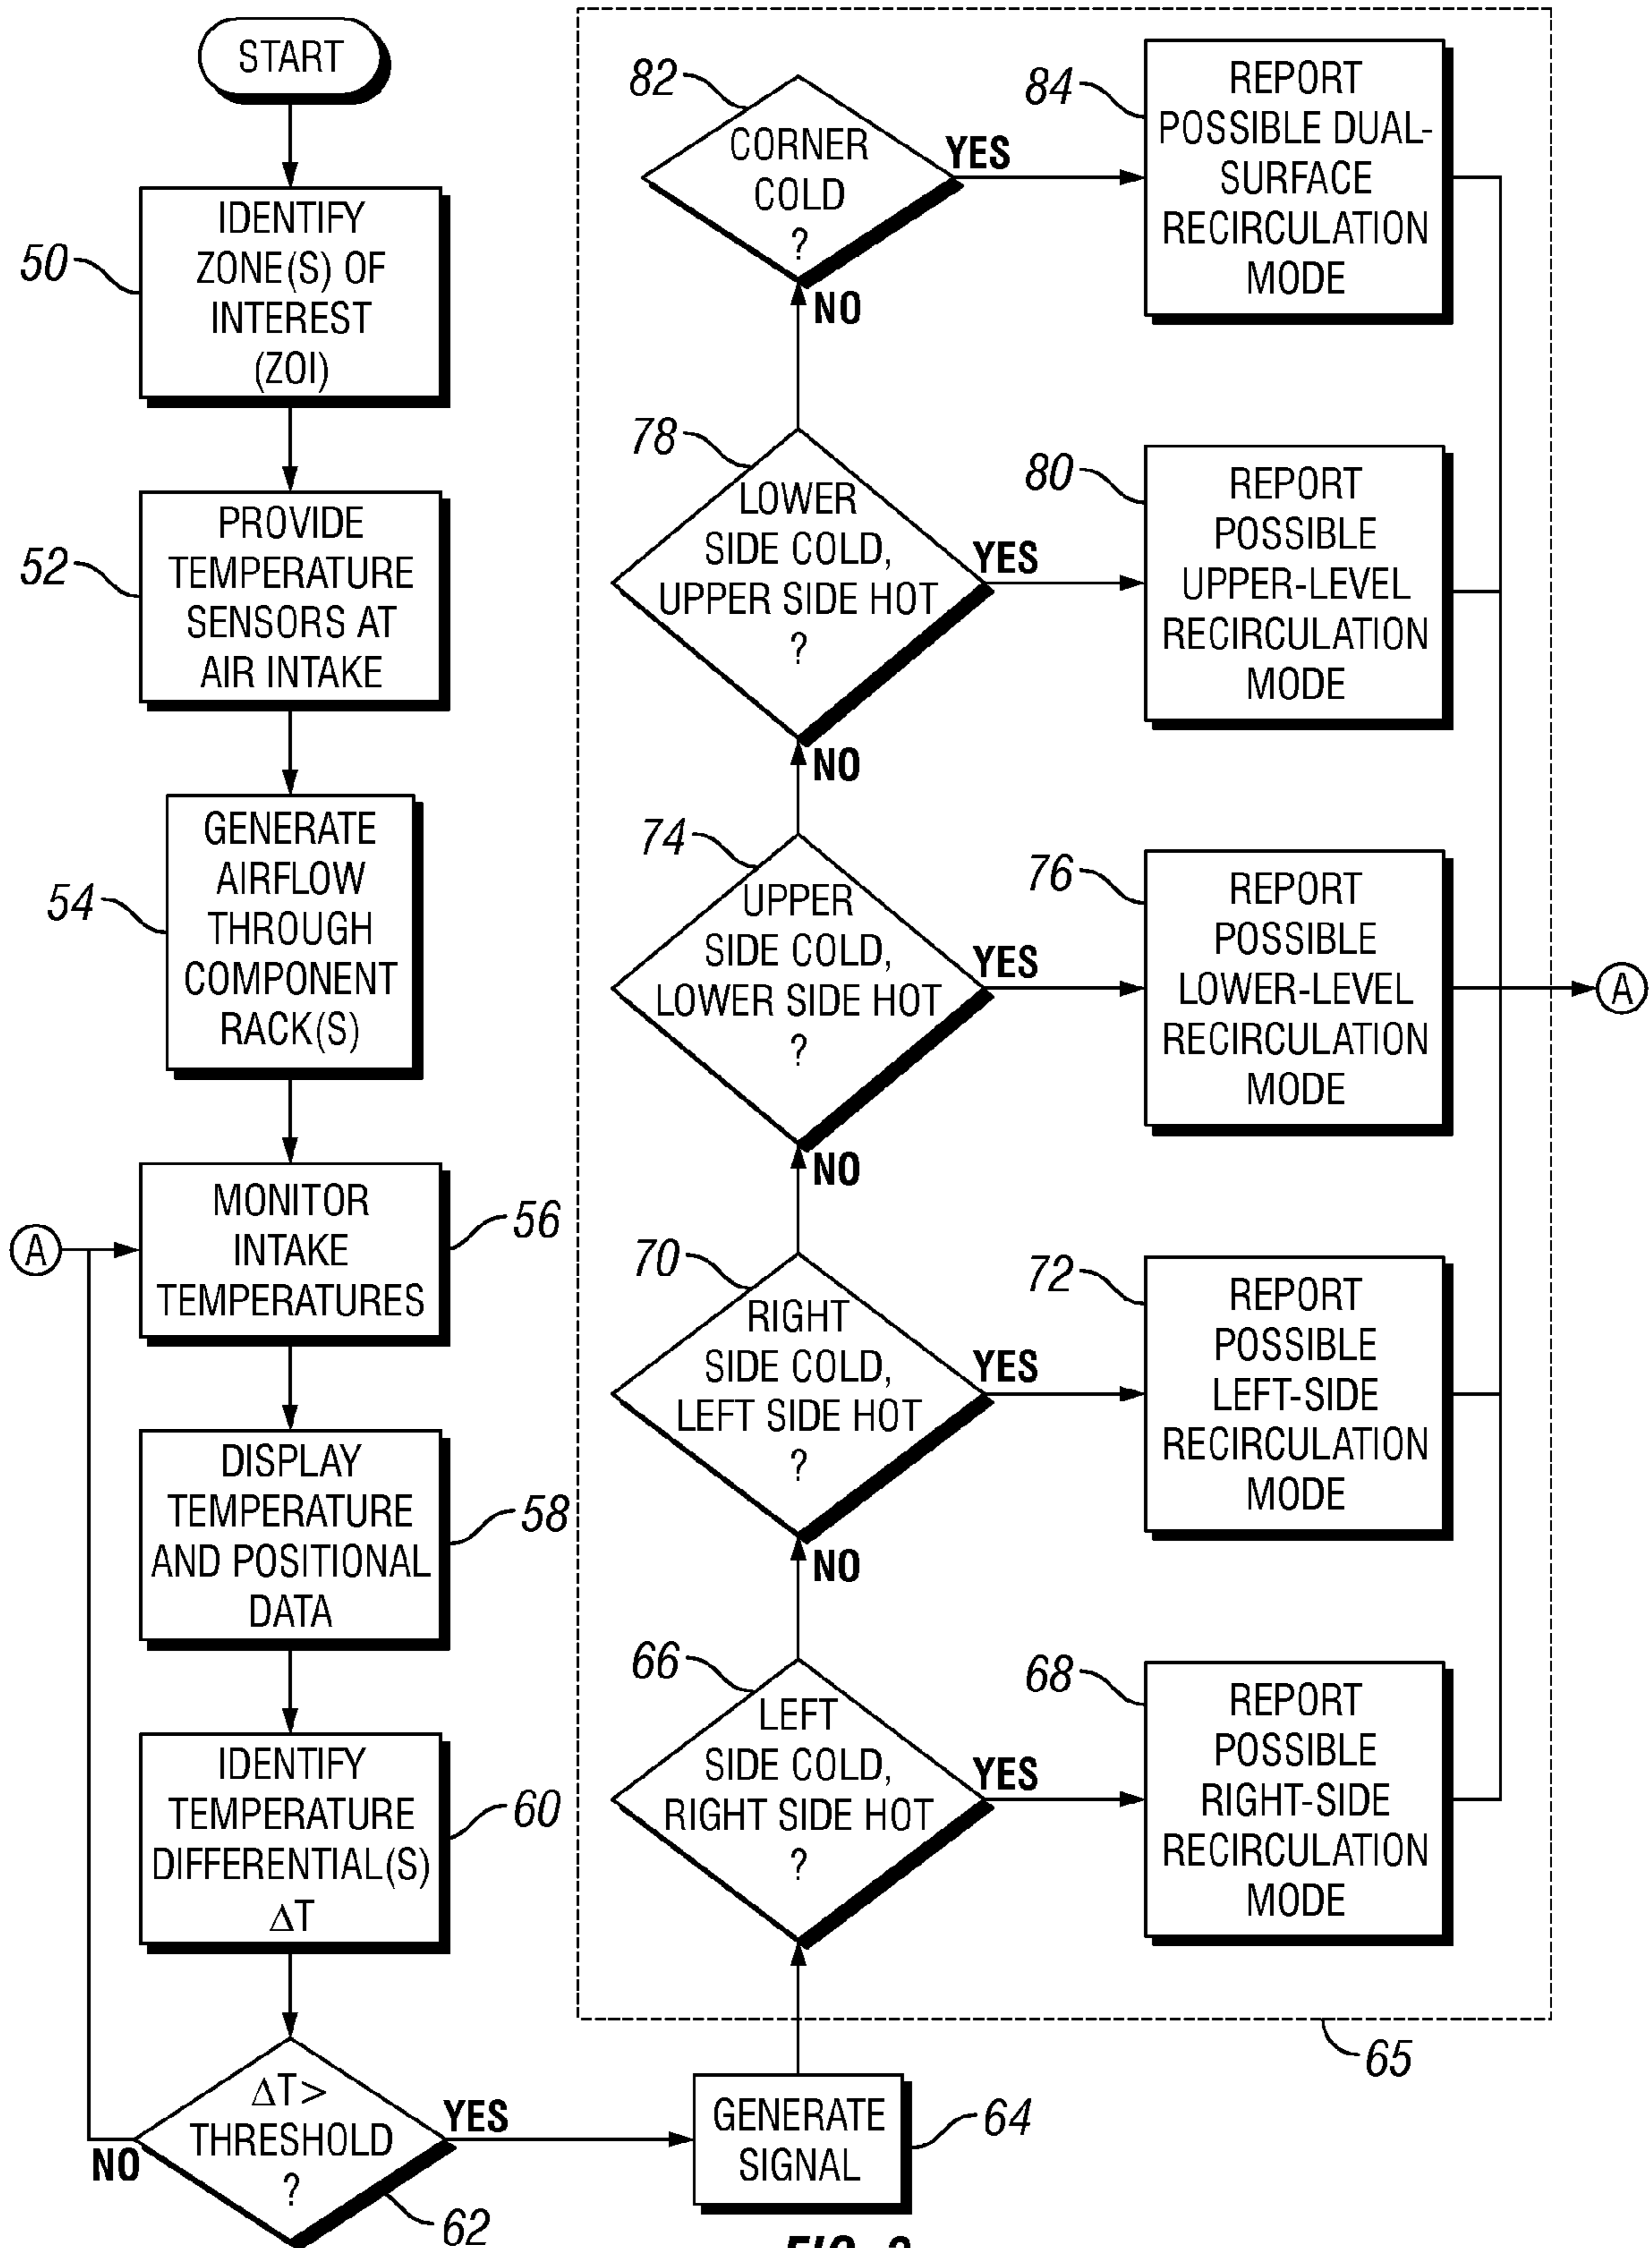 START
50
IDENTIFY
ZONE(S) OF
INTEREST
(ZOI)
52
PROVIDE
TEMPERATURE
SENSORS AT
AIR INTAKE
54
GENERATE
AIRFLOW
THROUGH
COMPONENT
RACK(S)
A
MONITOR
INTAKE
TEMPERATURES
56
DISPLAY
TEMPERATURE
AND POSITIONAL
DATA
58
IDENTIFY
TEMPERATURE
DIFFERENTIAL(S)
ΔT
60
ΔT>
THRESHOLD
?
NO
YES
62
GENERATE
SIGNAL
64
65
66
LEFT
SIDE COLD,
RIGHT SIDE HOT
?
YES
NO
68
REPORT
POSSIBLE
RIGHT-SIDE
RECIRCULATION
MODE
70
RIGHT
SIDE COLD,
LEFT SIDE HOT
?
YES
NO
72
REPORT
POSSIBLE
LEFT-SIDE
RECIRCULATION
MODE
74
UPPER
SIDE COLD,
LOWER SIDE HOT
?
YES
NO
76
REPORT
POSSIBLE
LOWER-LEVEL
RECIRCULATION
MODE
A
78
LOWER
SIDE COLD,
UPPER SIDE HOT
?
YES
NO
80
REPORT
POSSIBLE
UPPER-LEVEL
RECIRCULATION
MODE
82
CORNER
COLD
?
YES
84
REPORT
POSSIBLE DUAL-
SURFACE
RECIRCULATION
MODE